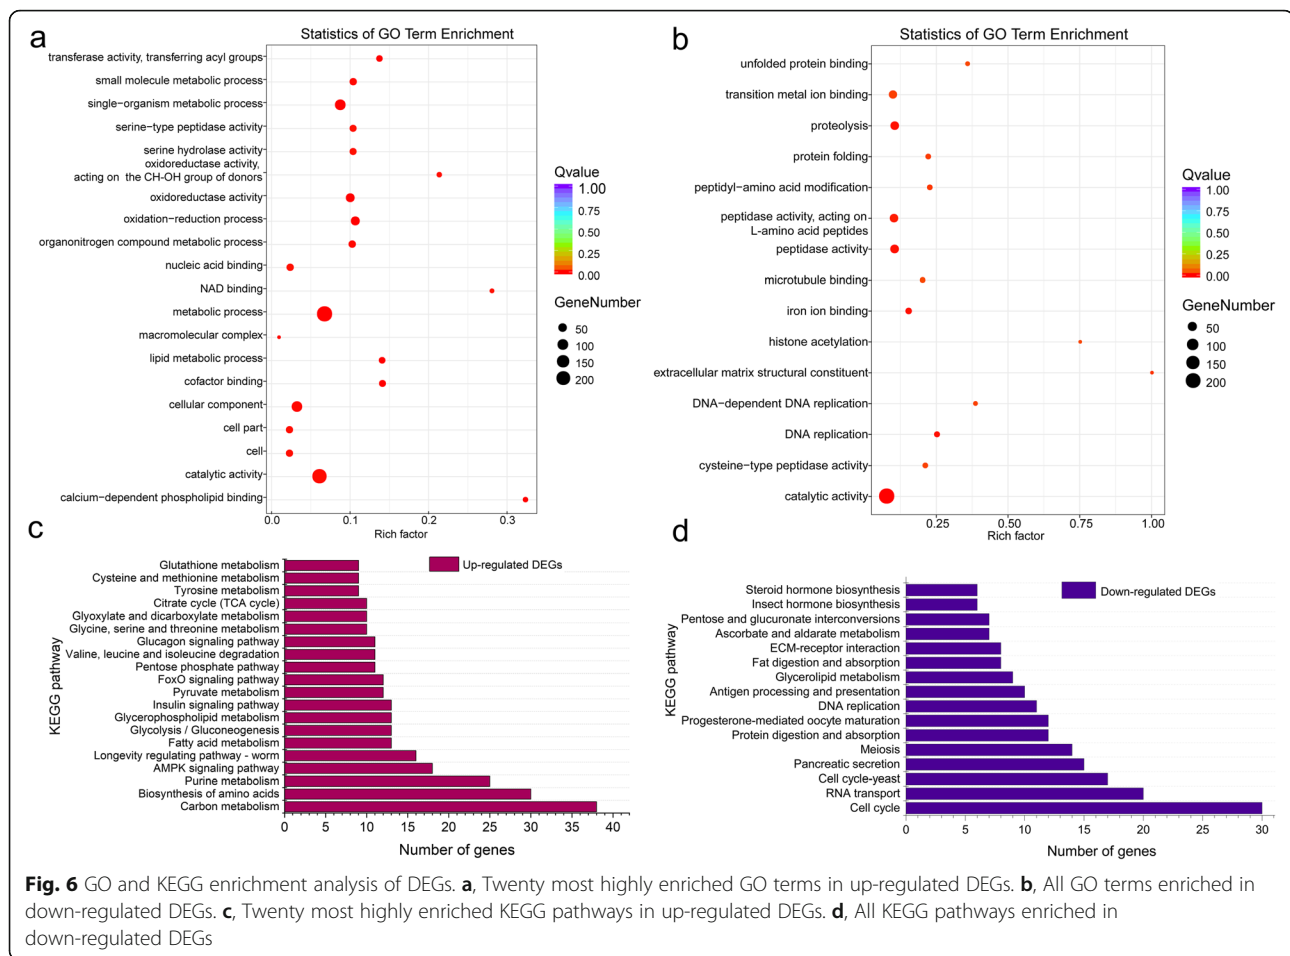 a
Statistics of GO Term Enrichment
transferase activity, transferring acyl groups
small molecule metabolic process
single−organism metabolic process
serine−type peptidase activity
serine hydrolase activity
oxidoreductase activity,
acting on the CH−OH group of donors
oxidoreductase activity
oxidation−reduction process
organonitrogen compound metabolic process
nucleic acid binding
NAD binding
metabolic process
macromolecular complex
lipid metabolic process
cofactor binding
cellular component
cell part
cell
catalytic activity
calcium−dependent phospholipid binding
0.0 0.1 0.2 0.3
Rich factor
Qvalue
1.00
0.75
0.50
0.25
0.00
GeneNumber
50
100
150
200
b
Statistics of GO Term Enrichment
unfolded protein binding
transition metal ion binding
proteolysis
protein folding
peptidyl−amino acid modification
peptidase activity, acting on
L−amino acid peptides
peptidase activity
microtubule binding
iron ion binding
histone acetylation
extracellular matrix structural constituent
DNA−dependent DNA replication
DNA replication
cysteine−type peptidase activity
catalytic activity
0.25 0.50 0.75 1.00
Rich factor
Qvalue
1.00
0.75
0.50
0.25
0.00
GeneNumber
50
100
150
200
c
Up-regulated DEGs
KEGG pathway
Glutathione metabolism
Cysteine and methionine metabolism
Tyrosine metabolism
Citrate cycle (TCA cycle)
Glyoxylate and dicarboxylate metabolism
Glycine, serine and threonine metabolism
Glucagon signaling pathway
Valine, leucine and isoleucine degradation
Pentose phosphate pathway
FoxO signaling pathway
Pyruvate metabolism
Insulin signaling pathway
Glycerophospholipid metabolism
Glycolysis / Gluconeogenesis
Fatty acid metabolism
Longevity regulating pathway - worm
AMPK signaling pathway
Purine metabolism
Biosynthesis of amino acids
Carbon metabolism
0 5 10 15 20 25 30 35 40
Number of genes
d
Down-regulated DEGs
KEGG pathway
Steroid hormone biosynthesis
Insect hormone biosynthesis
Pentose and glucuronate interconversions
Ascorbate and aldarate metabolism
ECM-receptor interaction
Fat digestion and absorption
Glycerolipid metabolism
Antigen processing and presentation
DNA replication
Progesterone-mediated oocyte maturation
Protein digestion and absorption
Meiosis
Pancreatic secretion
Cell cycle-yeast
RNA transport
Cell cycle
0 5 10 15 20 25 30
Number of genes
Fig. 6 GO and KEGG enrichment analysis of DEGs. a, Twenty most highly enriched GO terms in up-regulated DEGs. b, All GO terms enriched in
down-regulated DEGs. c, Twenty most highly enriched KEGG pathways in up-regulated DEGs. d, All KEGG pathways enriched in
down-regulated DEGs